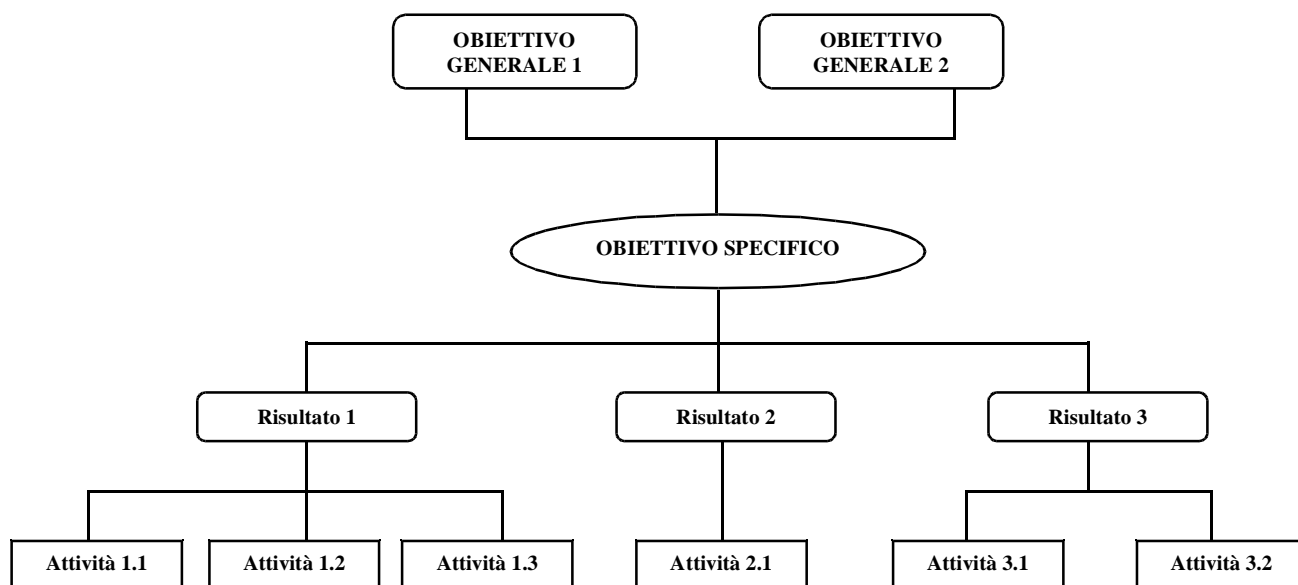 OBIETTIVO
GENERALE 1
OBIETTIVO
GENERALE 2
OBIETTIVO SPECIFICO
Risultato 1
Risultato 2
Risultato 3
Attività 1.1
Attività 1.2
Attività 1.3
Attività 2.1
Attività 3.1
Attività 3.2